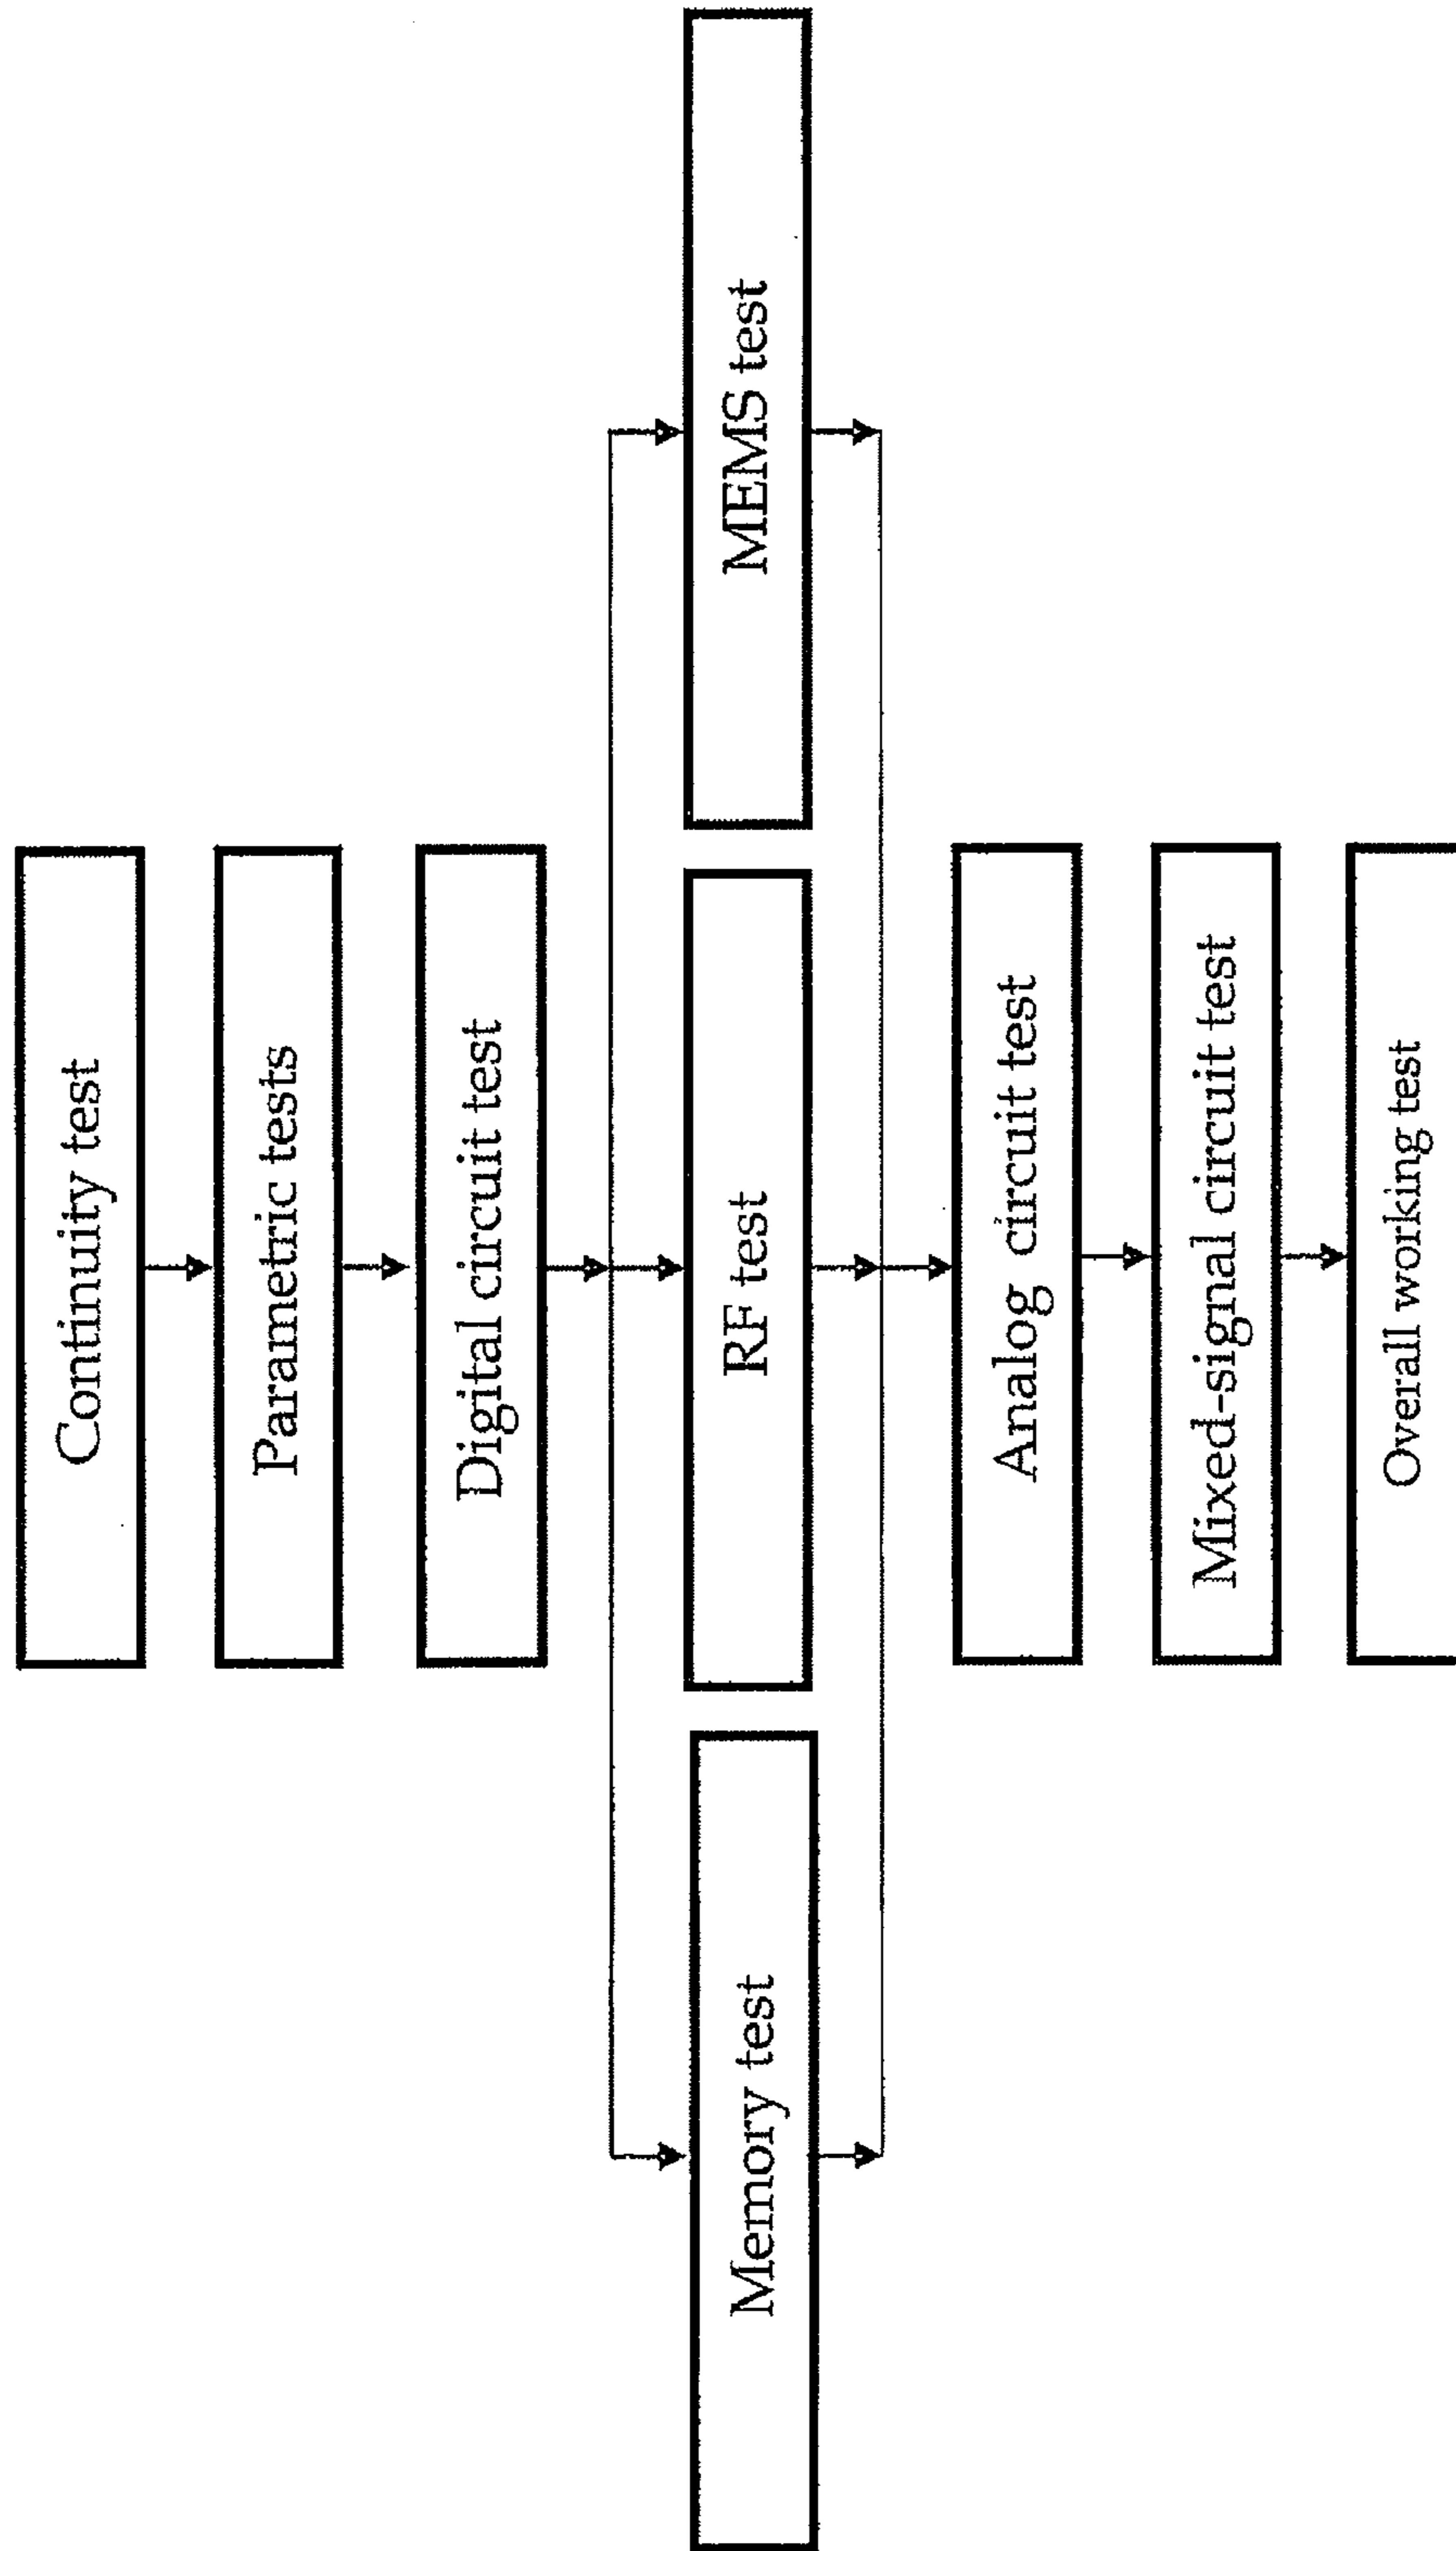 Continuity test
Parametric tests
Digital circuit test
Memory test
RF test
MEMS test
Analog circuit test
Mixed-signal circuit test
Overall working test